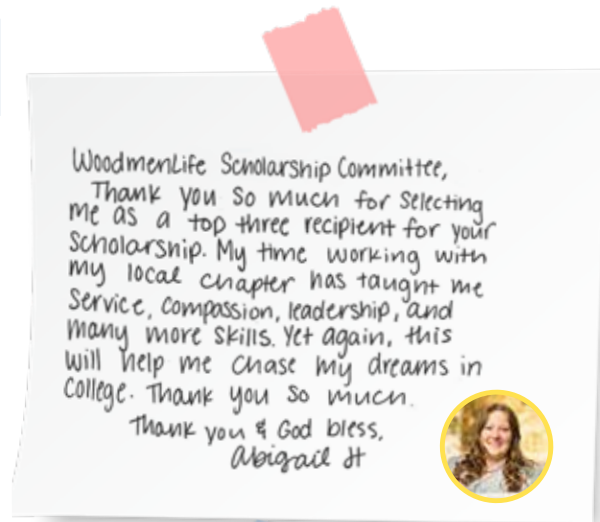 WoodmenLife Scholarship Committee,
Thank you so much for selecting
me as a top three recipient for your
Scholarship. My time working with
my local chapter has taught me
Service, compassion, leadership, and
many more skills. Yet again, this
will help me chase my dreams in
College. Thank you so much.
Thank you & God bless,
Abigail H